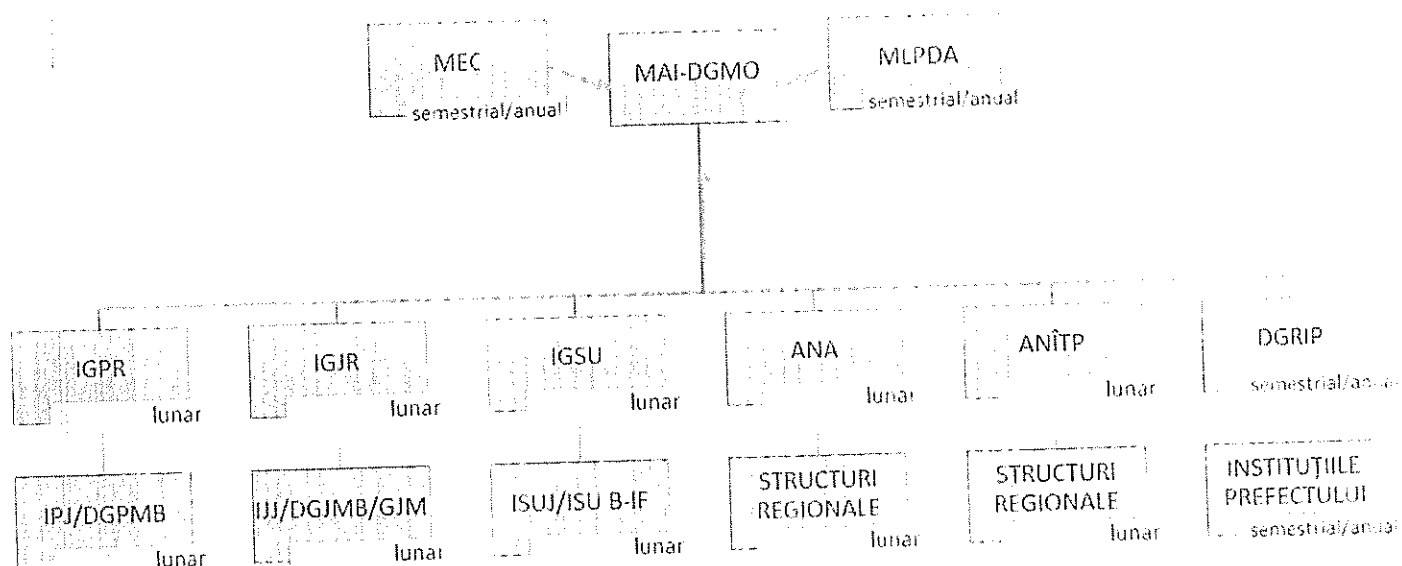 MEC
semestrial/anual
MAI-DGMO
MLPDA
semestrial/anual
IGPR
lunar
IGJR
lunar
IGSU
lunar
ANA
lunar
ANÎTP
lunar
DGRIP
semestrial/anual
IPJ/DGPMB
lunar
IJJ/DGJMB/GJM
lunar
ISUJ/ISU B-IF
lunar
STRUCTURI
REGIONALE
lunar
STRUCTURI
REGIONALE
lunar
INSTITUȚIILE
PREFECTULUI
semestrial/anual